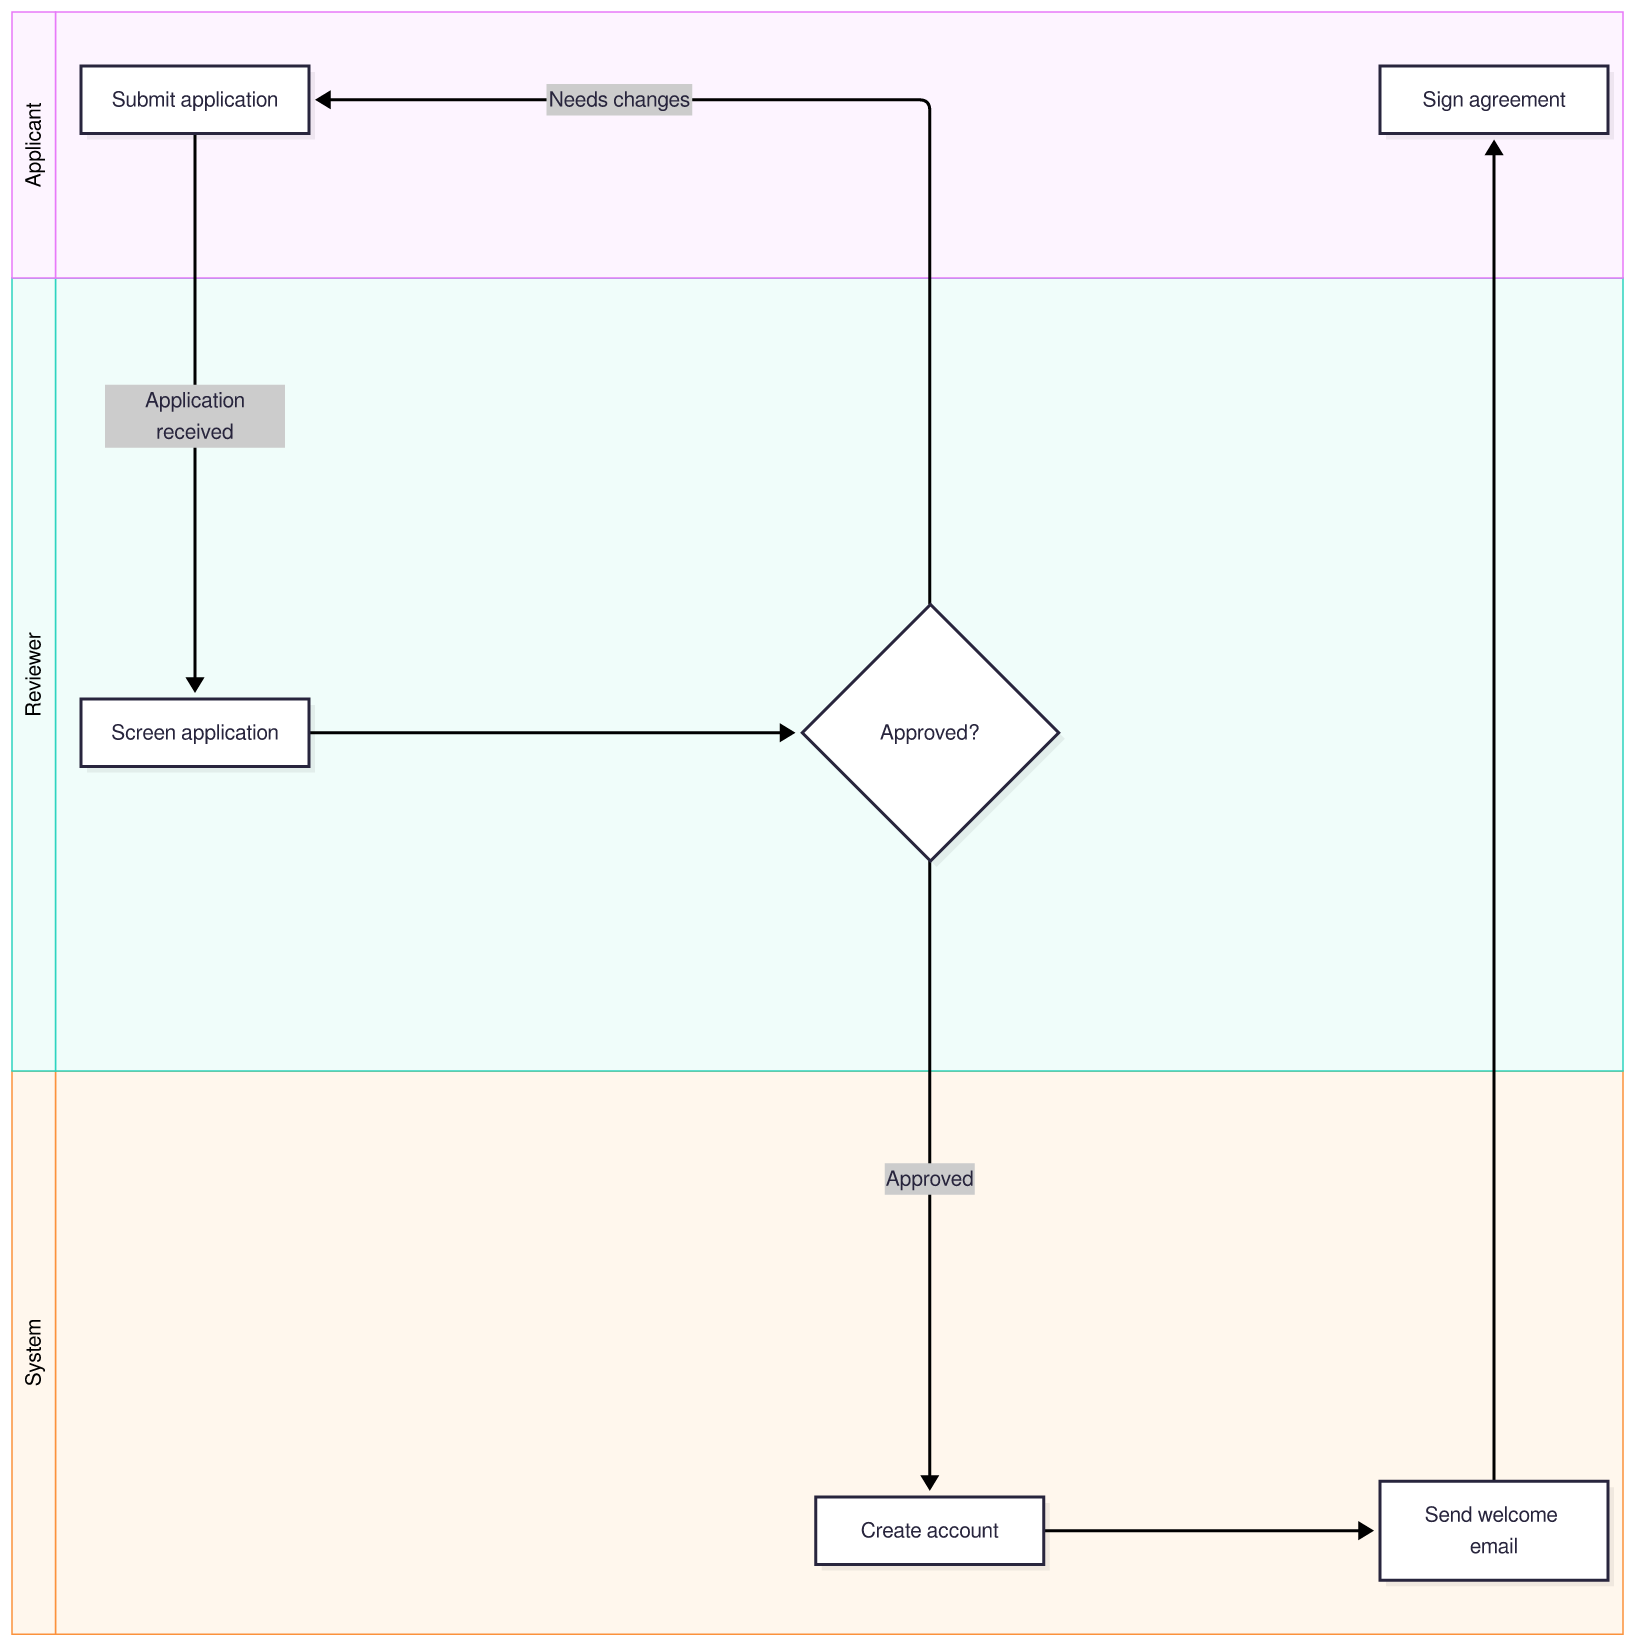 Applicant
Submit application
Needs changes
Sign agreement
Application
received
Reviewer
Screen application
Approved?
System
Approved
Create account
Send welcome
email